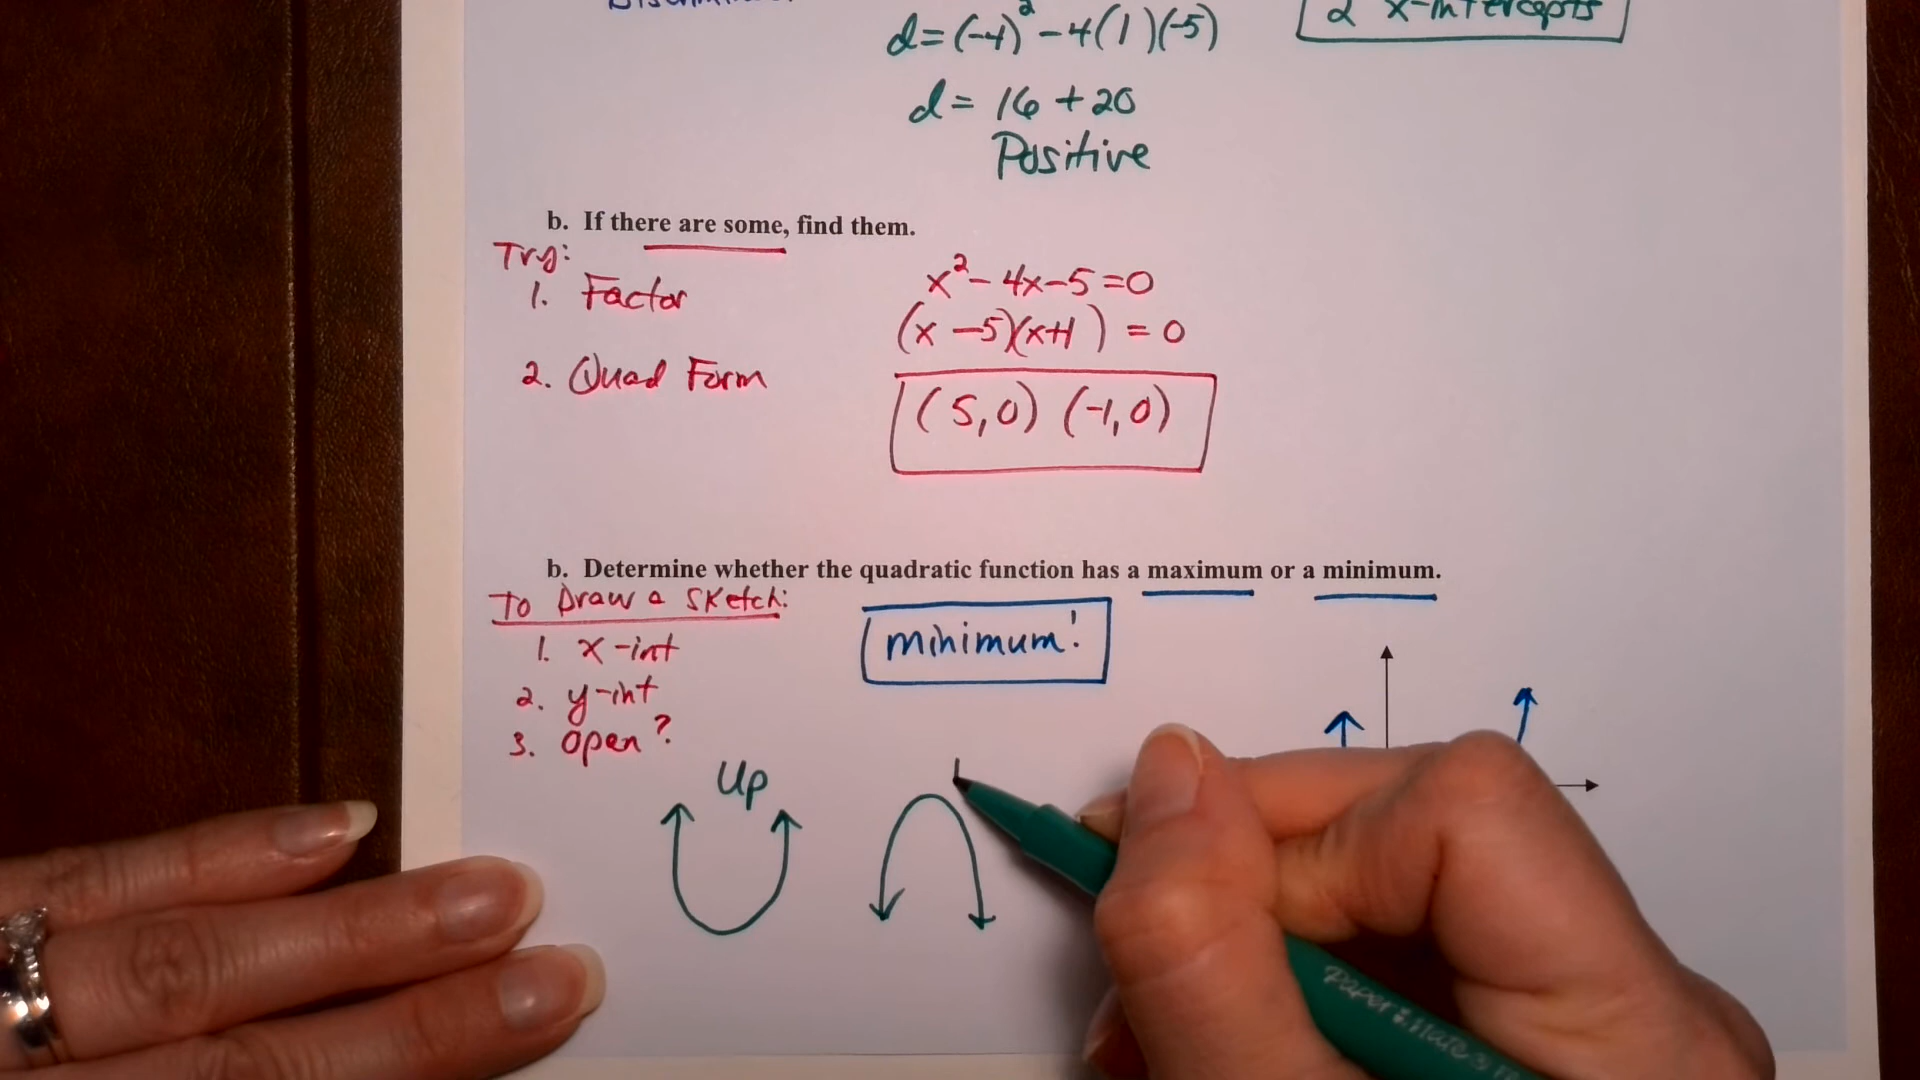 d=(-4)² -4(1)(-5)
2 x-intercepts
d= 16 +20
Positive
b. If there are some, find them.
Try:
1. Factor
x²- 4x-5=0
(x -5)(x+1) = 0
2. Quad Form
(5,0) (-1,0)
b. Determine whether the quadratic function has a maximum or a minimum.
To Draw a Sketch:
minimum!
1. x-int
2. y-int
3. Open?
Up
Paper